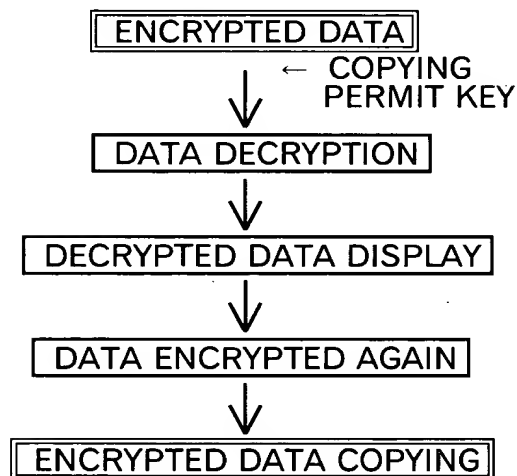 ENCRYPTED DATA
← COPYING
PERMIT KEY
DATA DECRYPTION
DECRYPTED DATA DISPLAY
DATA ENCRYPTED AGAIN
ENCRYPTED DATA COPYING